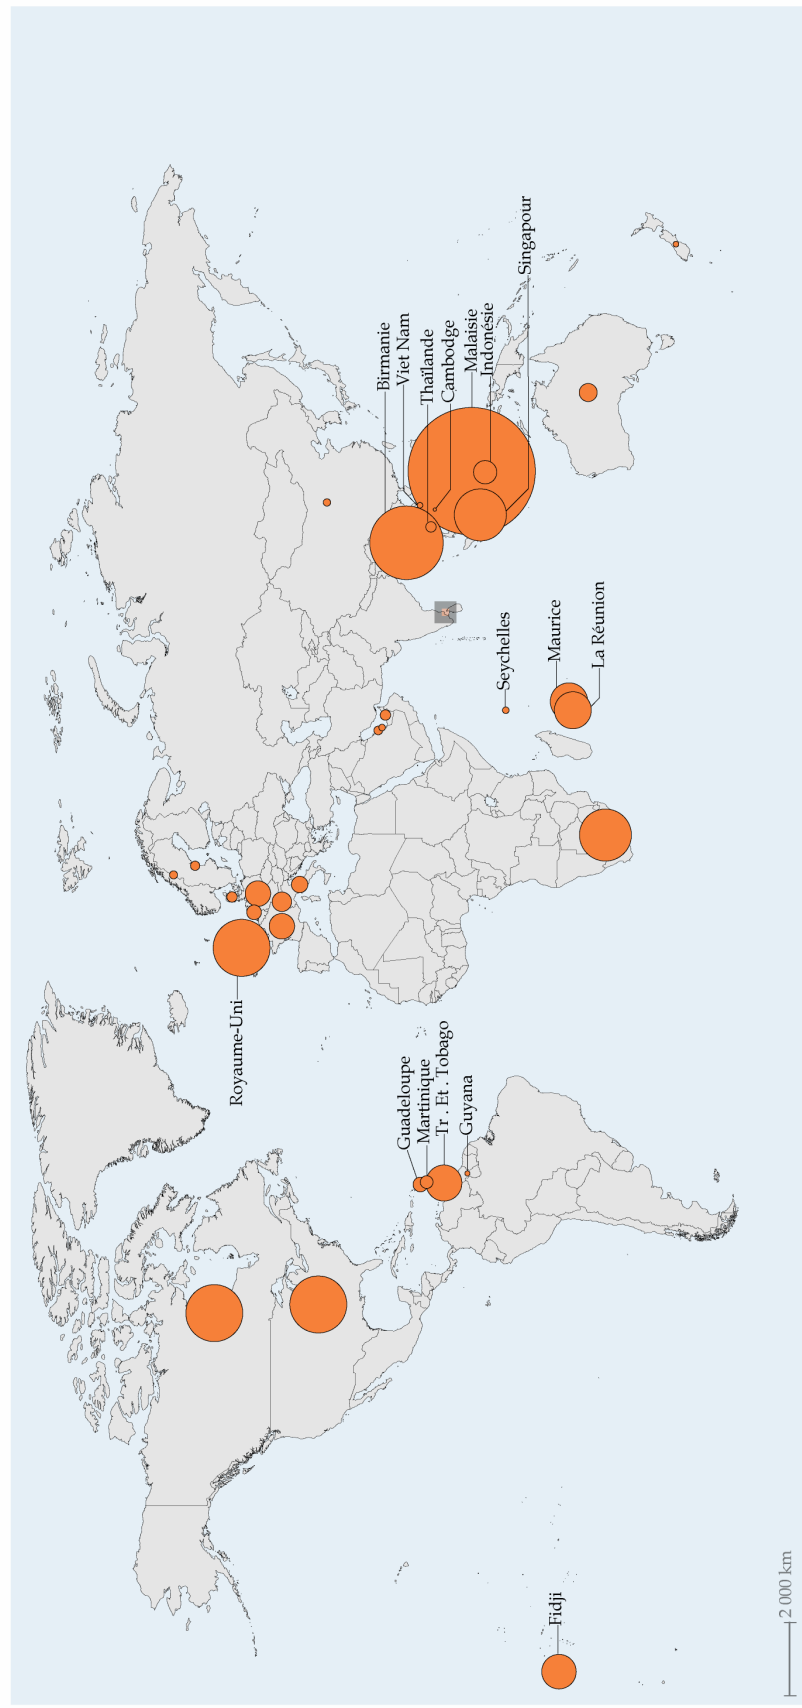 Royaume-Uni
Guadeloupe
Martinique
Tr . Et . Tobago
Guyana
Fidji
Birmanie
Viet Nam
Thaïlande
Cambodge
Malaisie
Indonésie
Singapour
Seychelles
Maurice
La Réunion
2 000 km